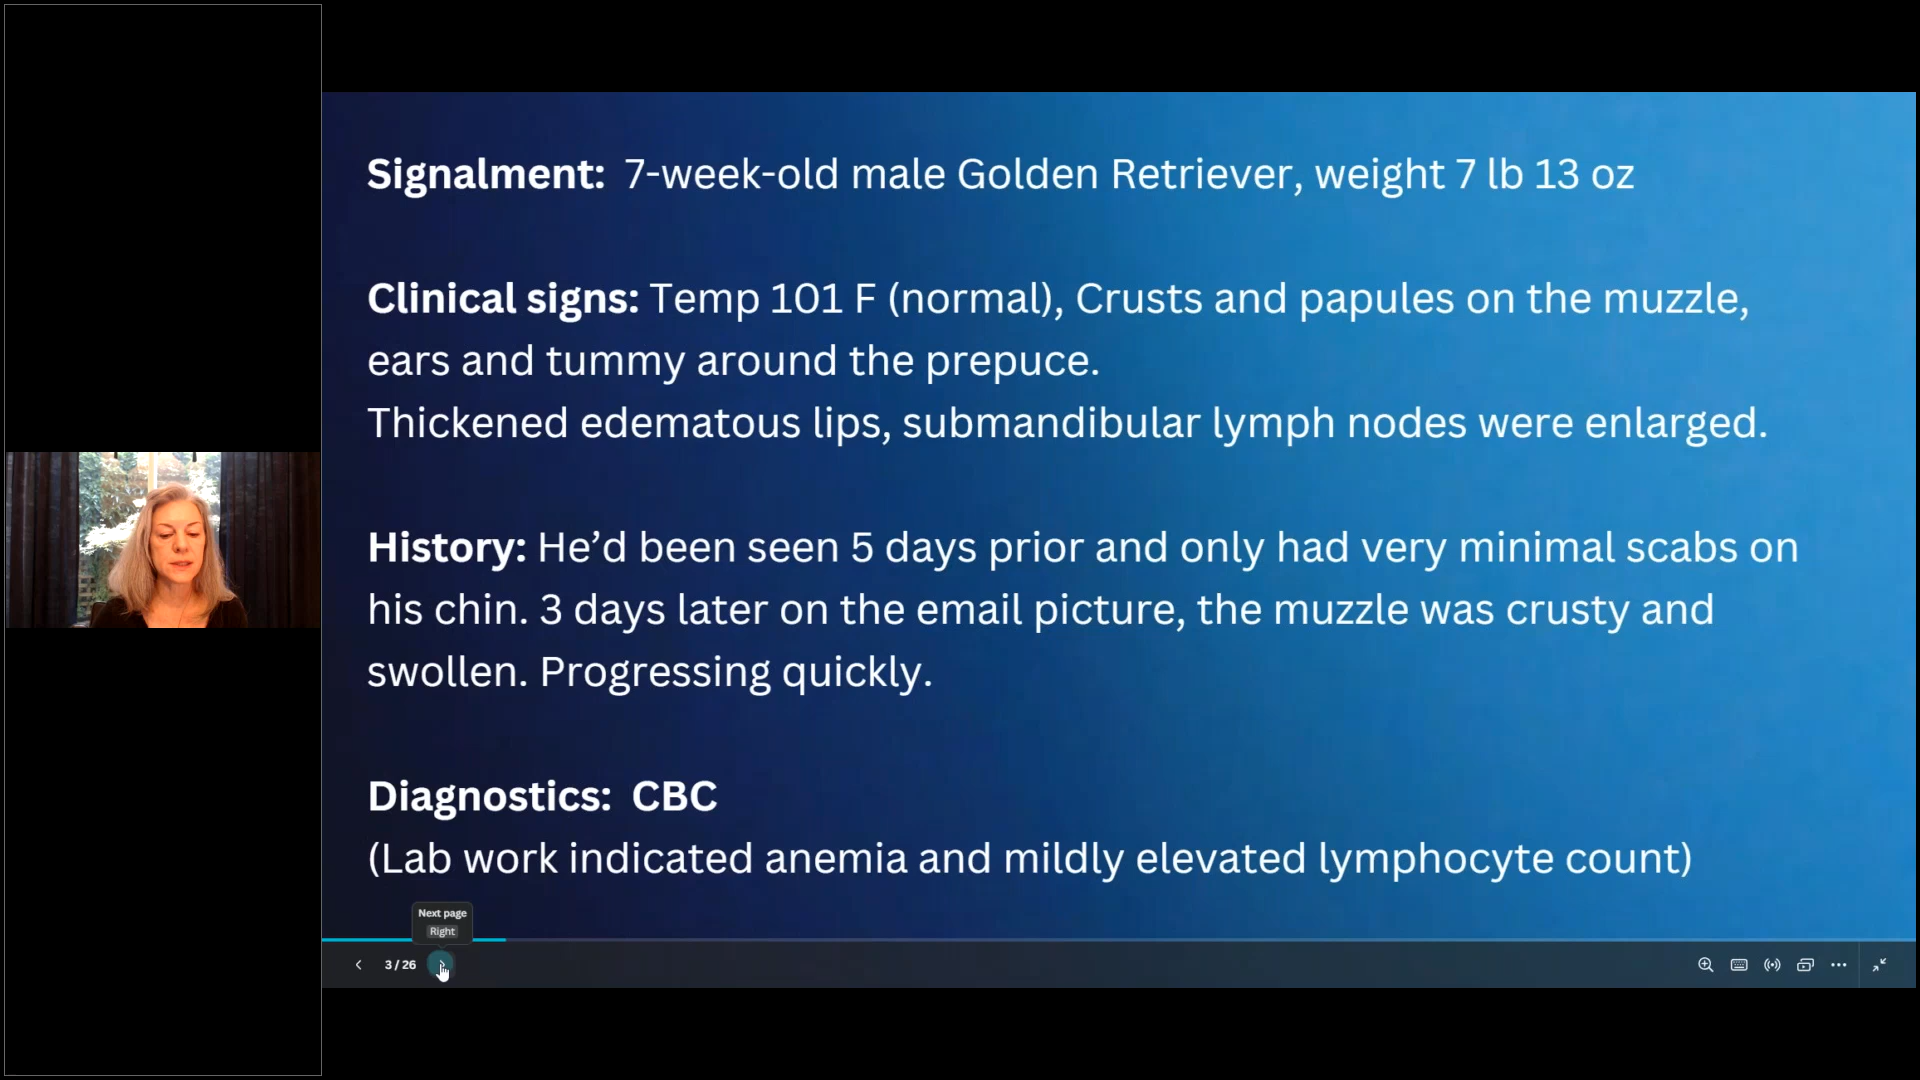 Signalment: 7-week-old male Golden Retriever, weight 7 lb 13 oz
Clinical signs: Temp 101 F (normal), Crusts and papules on the muzzle,
ears and tummy around the prepuce.
Thickened edematous lips, submandibular lymph nodes were enlarged.
History: He’d been seen 5 days prior and only had very minimal scabs on
his chin. 3 days later on the email picture, the muzzle was crusty and
swollen. Progressing quickly.
Diagnostics: CBC
(Lab work indicated anemia and mildly elevated lymphocyte count)
Next page
Right
3 / 26